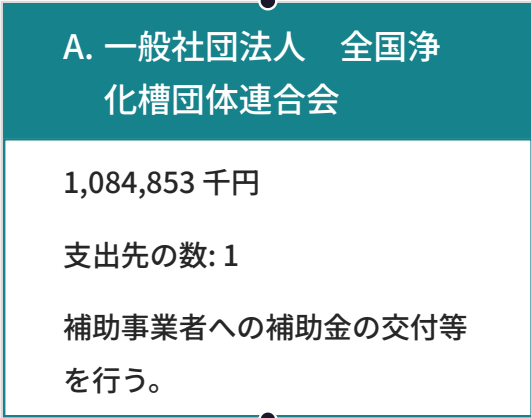 A. 一般社団法人　全国浄
化槽団体連合会
1,084,853 千円
支出先の数: 1
補助事業者への補助金の交付等
を行う。